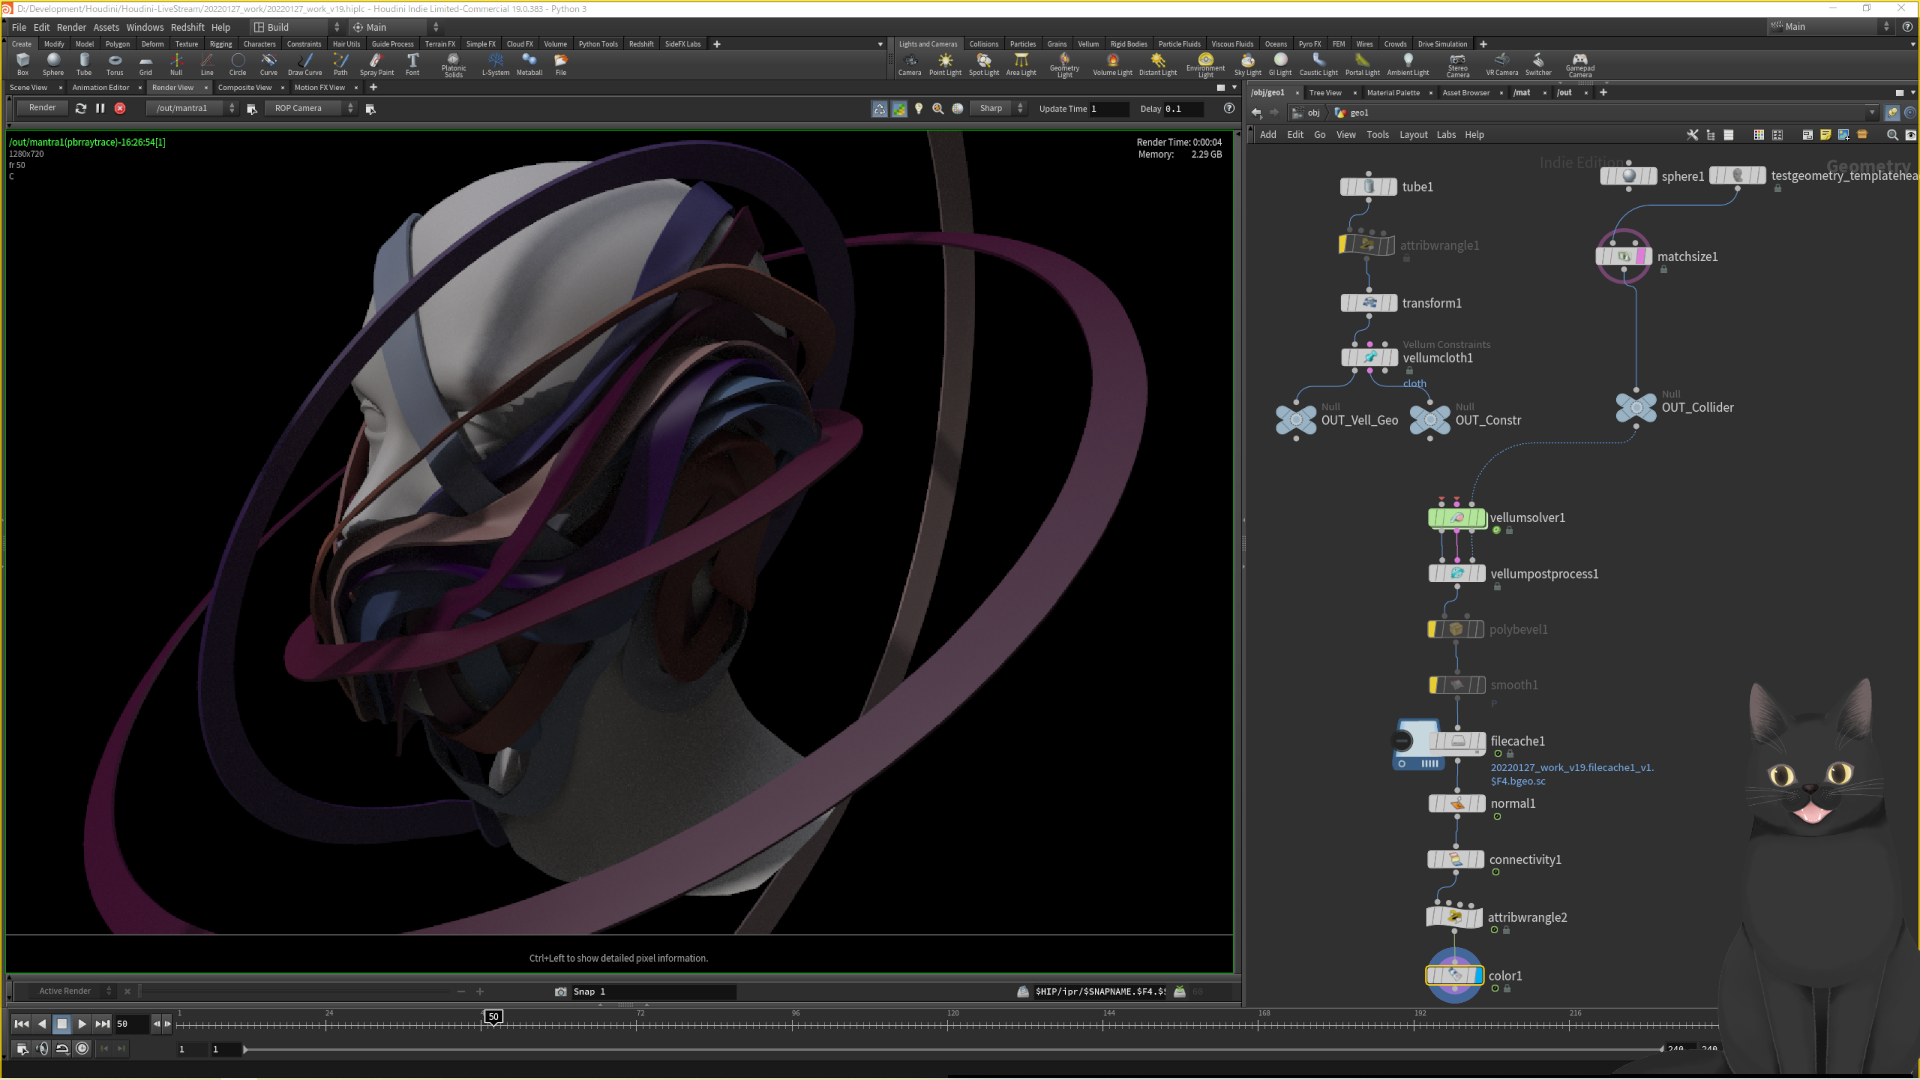 D:/Development/Houdini/Houdini-LiveStream/20220127_work/20220127_work_v19.hiplc - Houdini Indie Limited-Commercial 19.0.383 - Python 3
File Edit Render Assets Windows Redshift Help Build Main
Main
Create Modify Model Polygon Deform Texture Rigging Characters Constraints Hair Utils Guide Process Terrain FX Simple FX Cloud FX Volume Python Tools Redshift SideFX Labs
Lights and Cameras Collisions Particles Grains Vellum Rigid Bodies Particle Fluids Viscous Fluids Oceans Pyro FX FEM Wires Crowds Drive Simulation
Box Sphere Tube Torus Grid Null Line Circle Curve Draw Curve Path Spray Paint Font Platonic Solids L-System Metaball File
Camera Point Light Spot Light Area Light Geometry Light Volume Light Distant Light Environment Light Sky Light GI Light Caustic Light Portal Light Ambient Light Stereo Camera VR Camera Switcher Gamepad Camera
Scene View Animation Editor Render View Composite View Motion FX View
/obj/geo1 Tree View Material Palette Asset Browser /mat /out
Render /out/mantra1 ROP Camera Sharp Update Time 1 Delay 0.1
obj geo1
Add Edit Go View Tools Layout Labs Help
/out/mantra1(pbrraytrace)-16:26:54[1]
1280x720
fr 50
C
Render Time: 0:00:04
Memory: 2.29 GB
Indie Edition
Geometry
tube1
sphere1
testgeometry_templatehea
attribwrangle1
matchsize1
transform1
Vellum Constraints
vellumcloth1
cloth
Null
OUT_Vell_Geo
Null
OUT_Constr
Null
OUT_Collider
vellumsolver1
vellumpostprocess1
polybevel1
smooth1
P
filecache1
20220127_work_v19.filecache1_v1.
$F4.bgeo.sc
normal1
connectivity1
attribwrangle2
color1
Ctrl+Left to show detailed pixel information.
Active Render
Snap 1
$HIP/ipr/$SNAPNAME.$F4.$
50
1 24 50 72 96 120 144 168 192 216
1 1 240 240